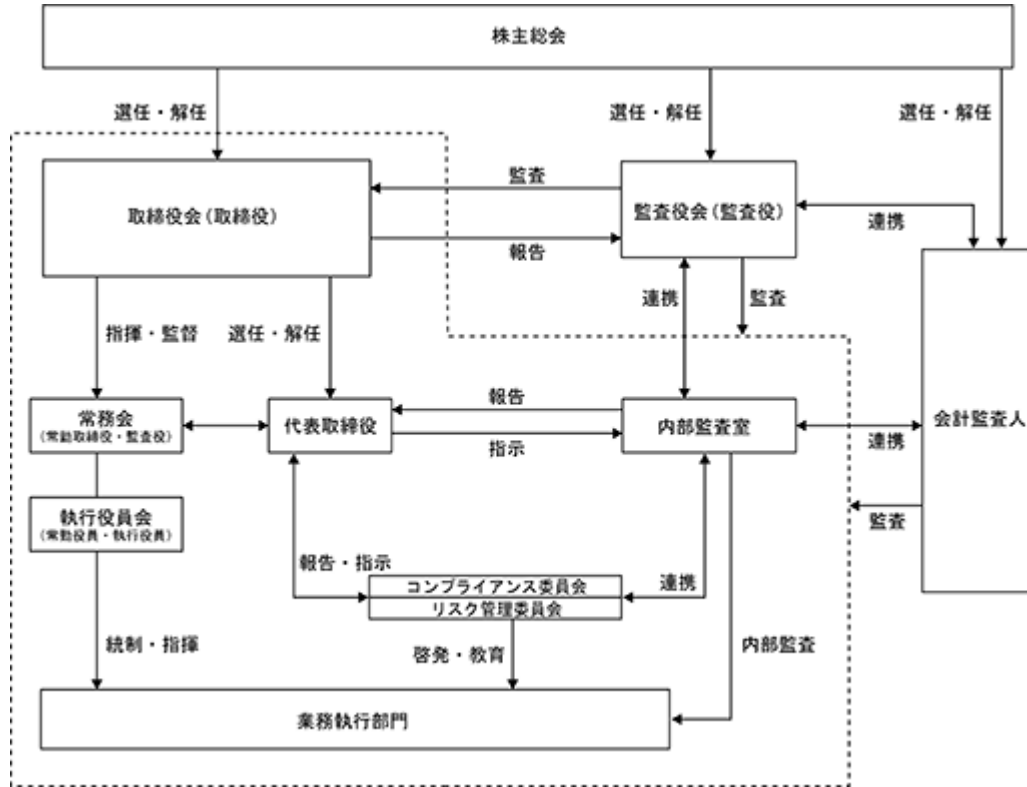 株主総会
選任・解任
選任・解任
選任・解任
取締役会(取締役)
監査
報告
監査役会(監査役)
連携
連携
監査
指揮・監督
選任・解任
常務会
(常勤取締役・監査役)
代表取締役
報告
指示
内部監査室
連携
会計監査人
監査
執行役員会
(常勤役員・執行役員)
報告・指示
コンプライアンス委員会
リスク管理委員会
連携
統制・指揮
啓発・教育
内部監査
業務執行部門